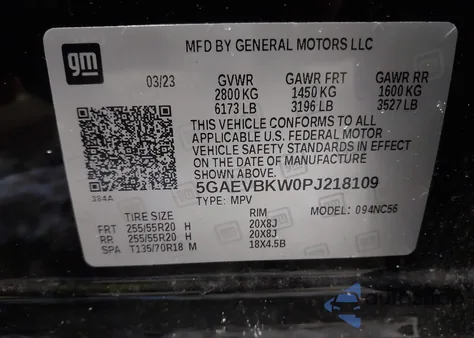 gm
MFD BY GENERAL MOTORS LLC
03/23 GVWR GAWR FRT GAWR RR
2800 KG 1450 KG 1600 KG
6173 LB 3196 LB 3527 LB
THIS VEHICLE CONFORMS TO ALL
APPLICABLE U.S. FEDERAL MOTOR
VEHICLE SAFETY STANDARDS IN
EFFECT ON THE DATE OF MANUFACTURE
SHOWN ABOVE.
384A 5GAEVBKW0PJ218109
TYPE: MPV
TIRE SIZE RIM MODEL: 094NC56
FRT 255/55R20 H 20X8J
RR 255/55R20 H 20X8J
SPA T135/70R18 M 18X4.5B